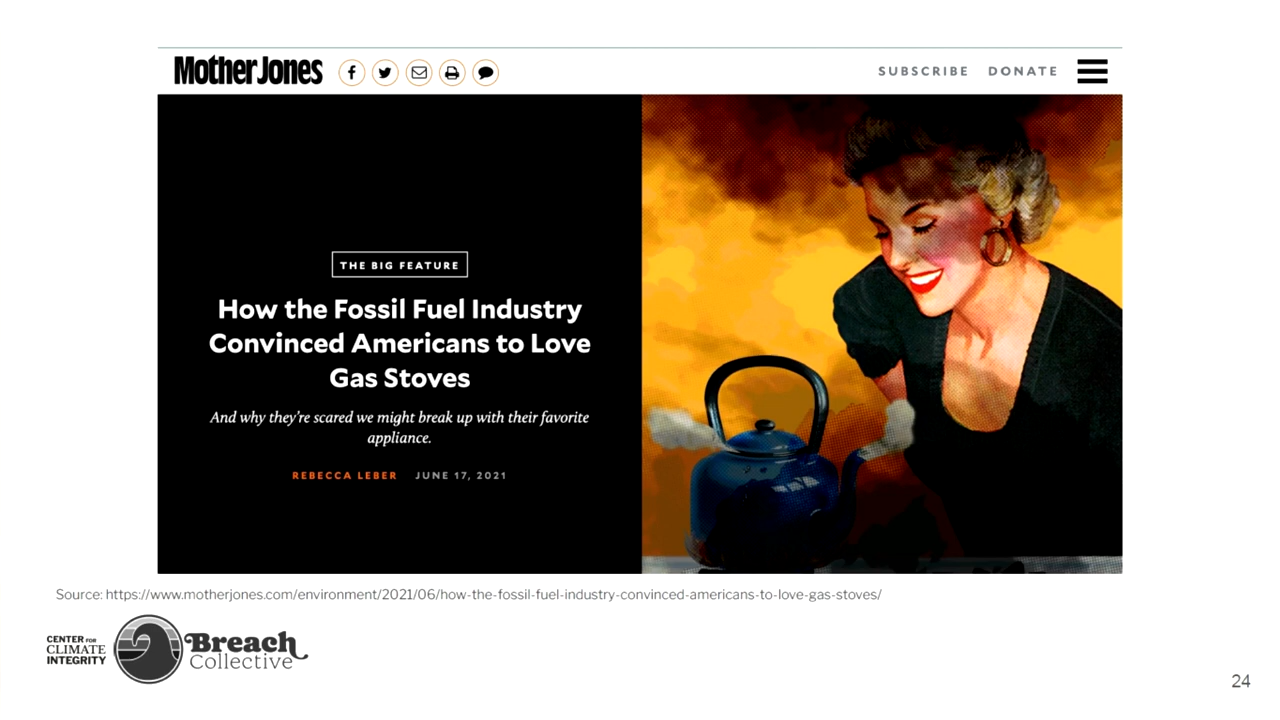 Mother Jones
SUBSCRIBE DONATE
THE BIG FEATURE
How the Fossil Fuel Industry
Convinced Americans to Love
Gas Stoves
And why they're scared we might break up with their favorite
appliance.
REBECCA LEBER JUNE 17, 2021
Source: https://www.motherjones.com/environment/2021/06/how-the-fossil-fuel-industry-convinced-americans-to-love-gas-stoves/
CENTER FOR
CLIMATE
INTEGRITY
Breach
Collective
24